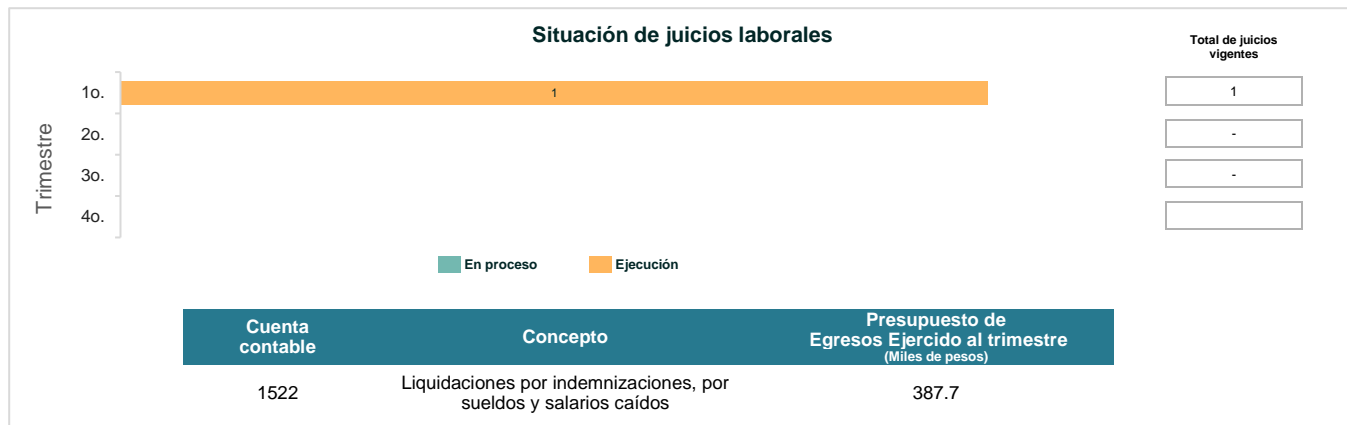 Situación de juicios laborales
Total de juicios
vigentes
Trimestre
1o.
1
1
2o.
-
3o.
-
4o.
En proceso
Ejecución
Cuenta
contable
Concepto
Presupuesto de
Egresos Ejercido al trimestre
(Miles de pesos)
1522
Liquidaciones por indemnizaciones, por
sueldos y salarios caídos
387.7